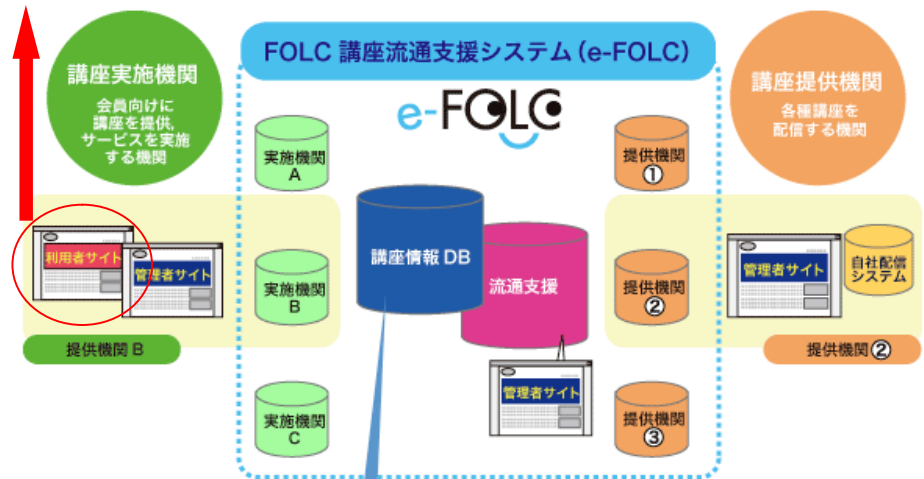 FOLC 講座流通支援システム（e-FOLC）
e-FOLC
講座実施機関
会員向けに
講座を提供,
サービスを実施
する機関
講座提供機関
各種講座を
配信する機関
実施機関
A
提供機関
①
利用者サイト
管理者サイト
実施機関
B
講座情報 DB
流通支援
提供機関
②
管理者サイト
自社配信
システム
提供機関 B
提供機関 ②
管理者サイト
実施機関
C
提供機関
③